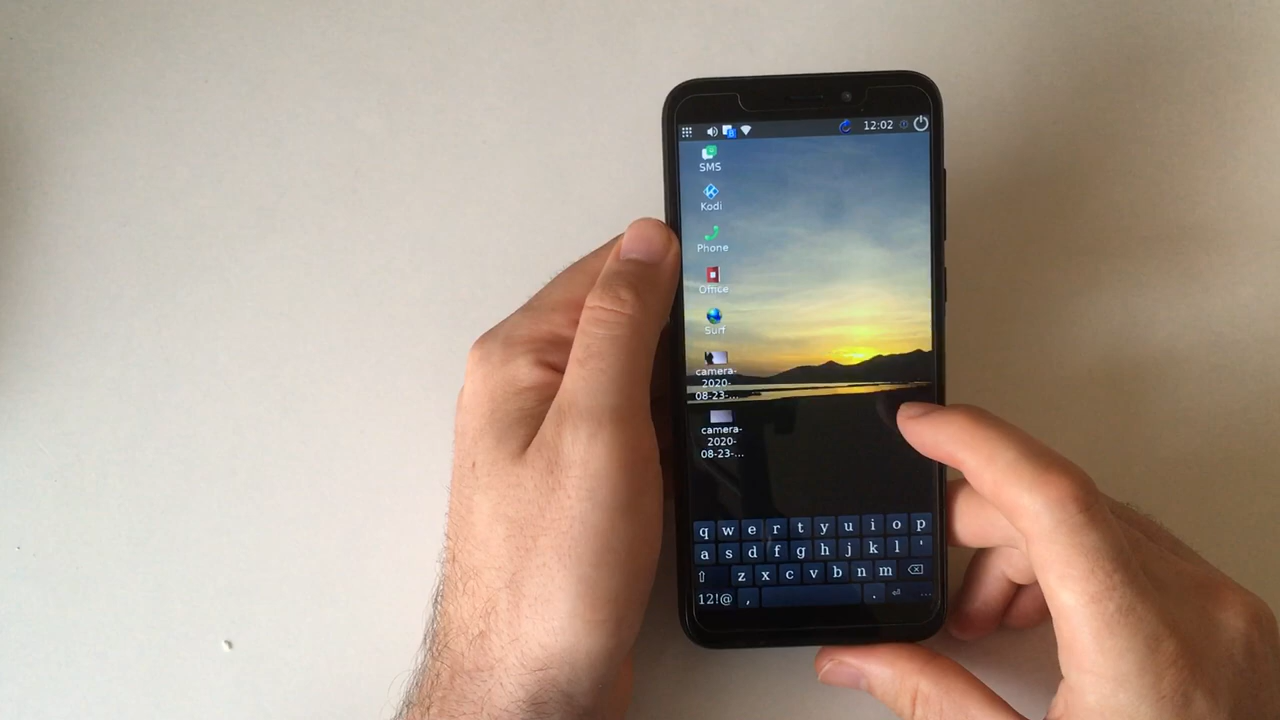 12:02
SMS
Kodi
Phone
Office
Surf
camera-
2020-
08-23-...
camera-
2020-
08-23-...
q w e r t y u i o p
a s d f g h j k l '
z x c v b n m
12!@ , . ...